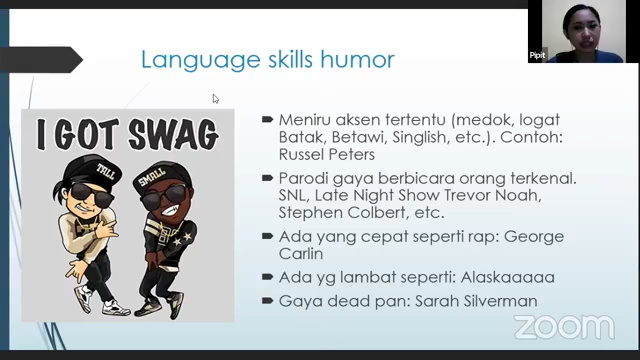 Language skills humor
I GOT SWAG
TALL
SMALL
Meniru aksen tertentu (medok, logat
Batak, Betawi, Singlish, etc.). Contoh:
Russel Peters
Parodi gaya berbicara orang terkenal.
SNL, Late Night Show Trevor Noah,
Stephen Colbert, etc.
Ada yang cepat seperti rap: George
Carlin
Ada yg lambat seperti: Alaskaaaaa
Gaya dead pan: Sarah Silverman
Pipit
zoom